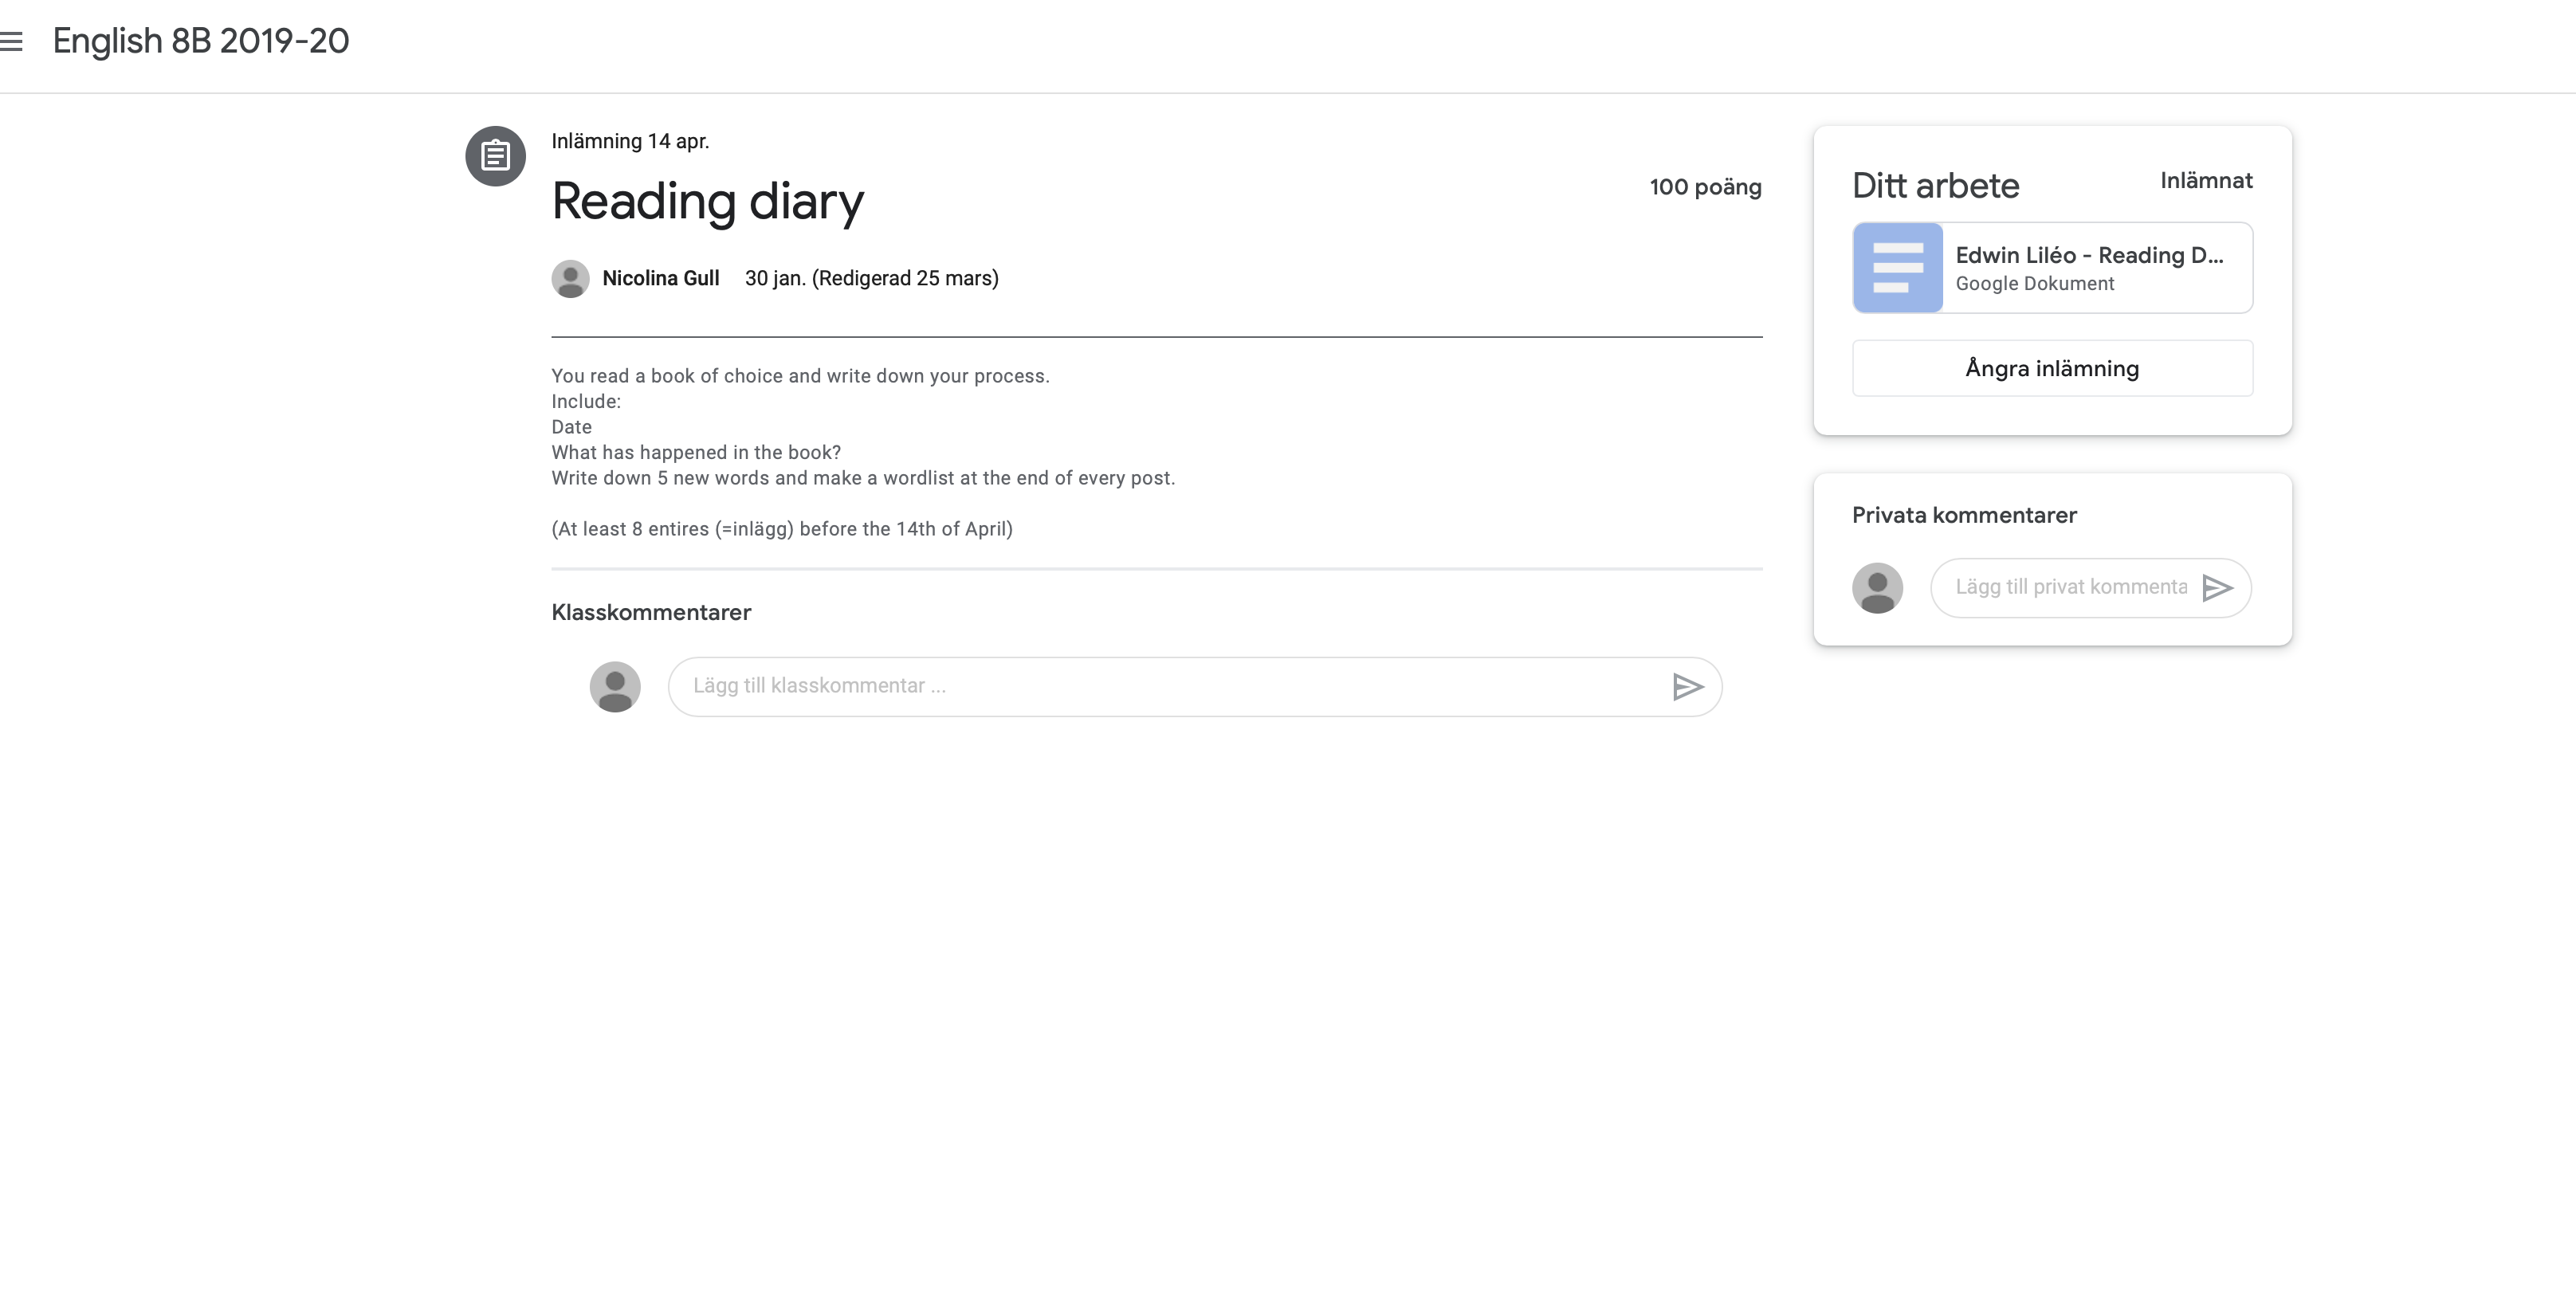 English 8B 2019-20
Inlämning 14 apr.
Reading diary
100 poäng
Nicolina Gull 30 jan. (Redigerad 25 mars)
You read a book of choice and write down your process.
Include:
Date
What has happened in the book?
Write down 5 new words and make a wordlist at the end of every post.
(At least 8 entires (=inlägg) before the 14th of April)
Klasskommentarer
Lägg till klasskommentar ...
Ditt arbete
Inlämnat
Edwin Liléo - Reading D...
Google Dokument
Ångra inlämning
Privata kommentarer
Lägg till privat kommenta